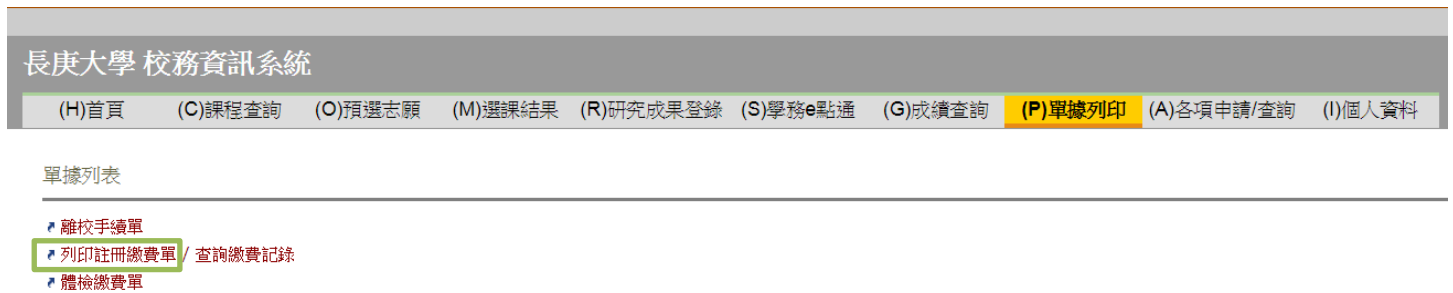 長庚大學 校務資訊系統
(H)首頁 (C)課程查詢 (O)預選志願 (M)選課結果 (R)研究成果登錄 (S)學務e點通 (G)成績查詢 (P)單據列印 (A)各項申請/查詢 (I)個人資料
單據列表
離校手續單
列印註冊繳費單 / 查詢繳費記錄
體檢繳費單